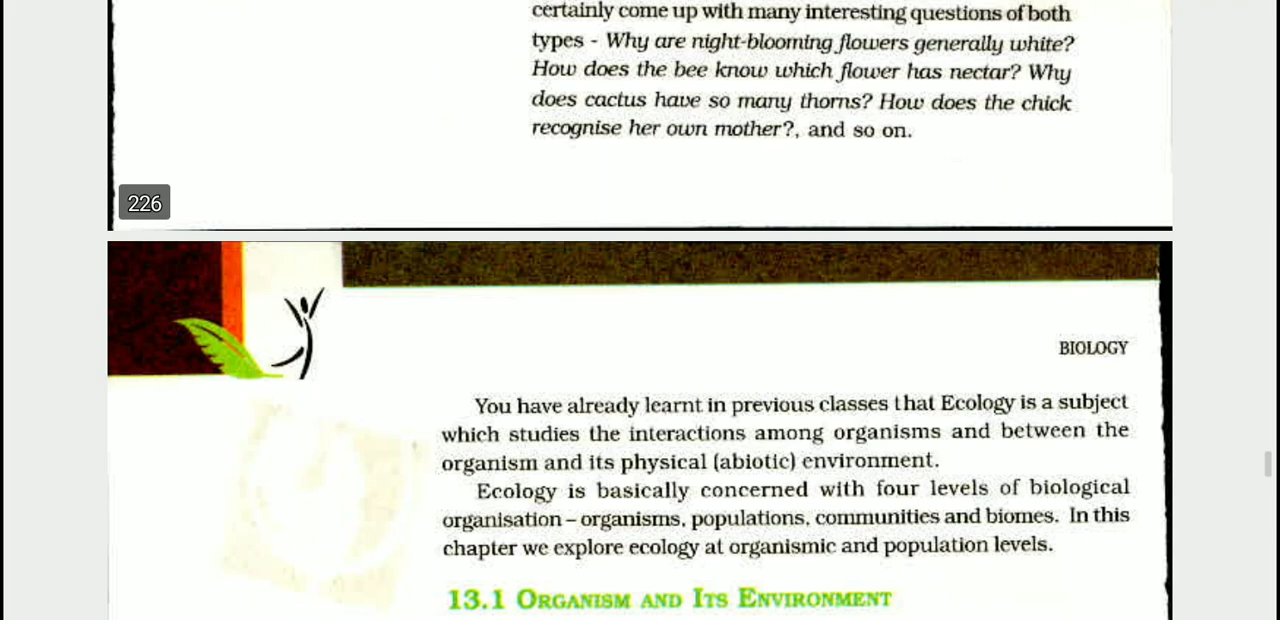 certainly come up with many interesting questions of both
types - Why are night-blooming flowers generally white?
How does the bee know which flower has nectar? Why
does cactus have so many thorns? How does the chick
recognise her own mother?, and so on.
226
BIOLOGY
You have already learnt in previous classes that Ecology is a subject
which studies the interactions among organisms and between the
organism and its physical (abiotic) environment.
Ecology is basically concerned with four levels of biological
organisation – organisms, populations, communities and biomes. In this
chapter we explore ecology at organismic and population levels.
13.1 ORGANISM AND ITS ENVIRONMENT